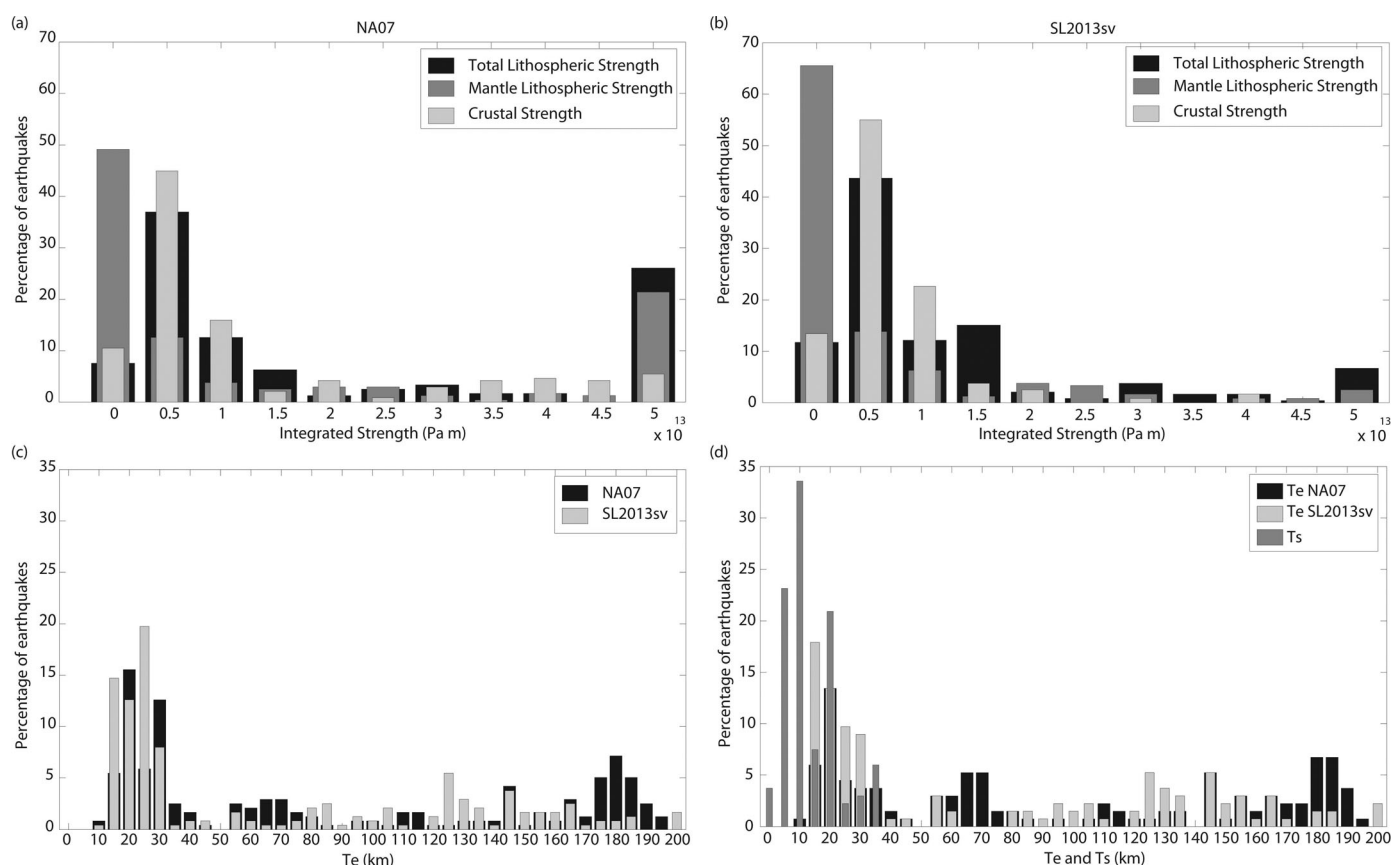 (a)
NA07
70
60
50
40
30
20
10
0
Percentage of earthquakes
Total Lithospheric Strength
Mantle Lithospheric Strength
Crustal Strength
0 0.5 1 1.5 2 2.5 3 3.5 4 4.5 5
Integrated Strength (Pa m)
x 10 13
(b)
SL2013sv
70
60
50
40
30
20
10
0
Percentage of earthquakes
Total Lithospheric Strength
Mantle Lithospheric Strength
Crustal Strength
0 0.5 1 1.5 2 2.5 3 3.5 4 4.5 5
Integrated Strength (Pa m)
x 10 13
(c)
35
30
25
20
15
10
5
0
Percentage of earthquakes
NA07
SL2013sv
0 10 20 30 40 50 60 70 80 90 100 110 120 130 140 150 160 170 180 190 200
Te (km)
(d)
35
30
25
20
15
10
5
0
Percentage of earthquakes
Te NA07
Te SL2013sv
Ts
0 10 20 30 40 50 60 70 80 90 100 110 120 130 140 150 160 170 180 190 200
Te and Ts (km)